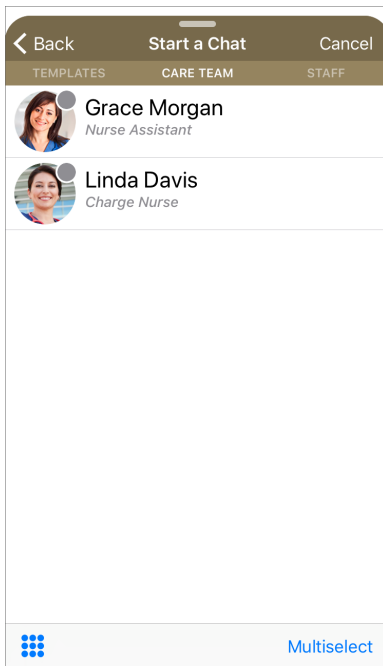 Back Start a Chat Cancel
TEMPLATES CARE TEAM STAFF
Grace Morgan
Nurse Assistant
Linda Davis
Charge Nurse
Multiselect